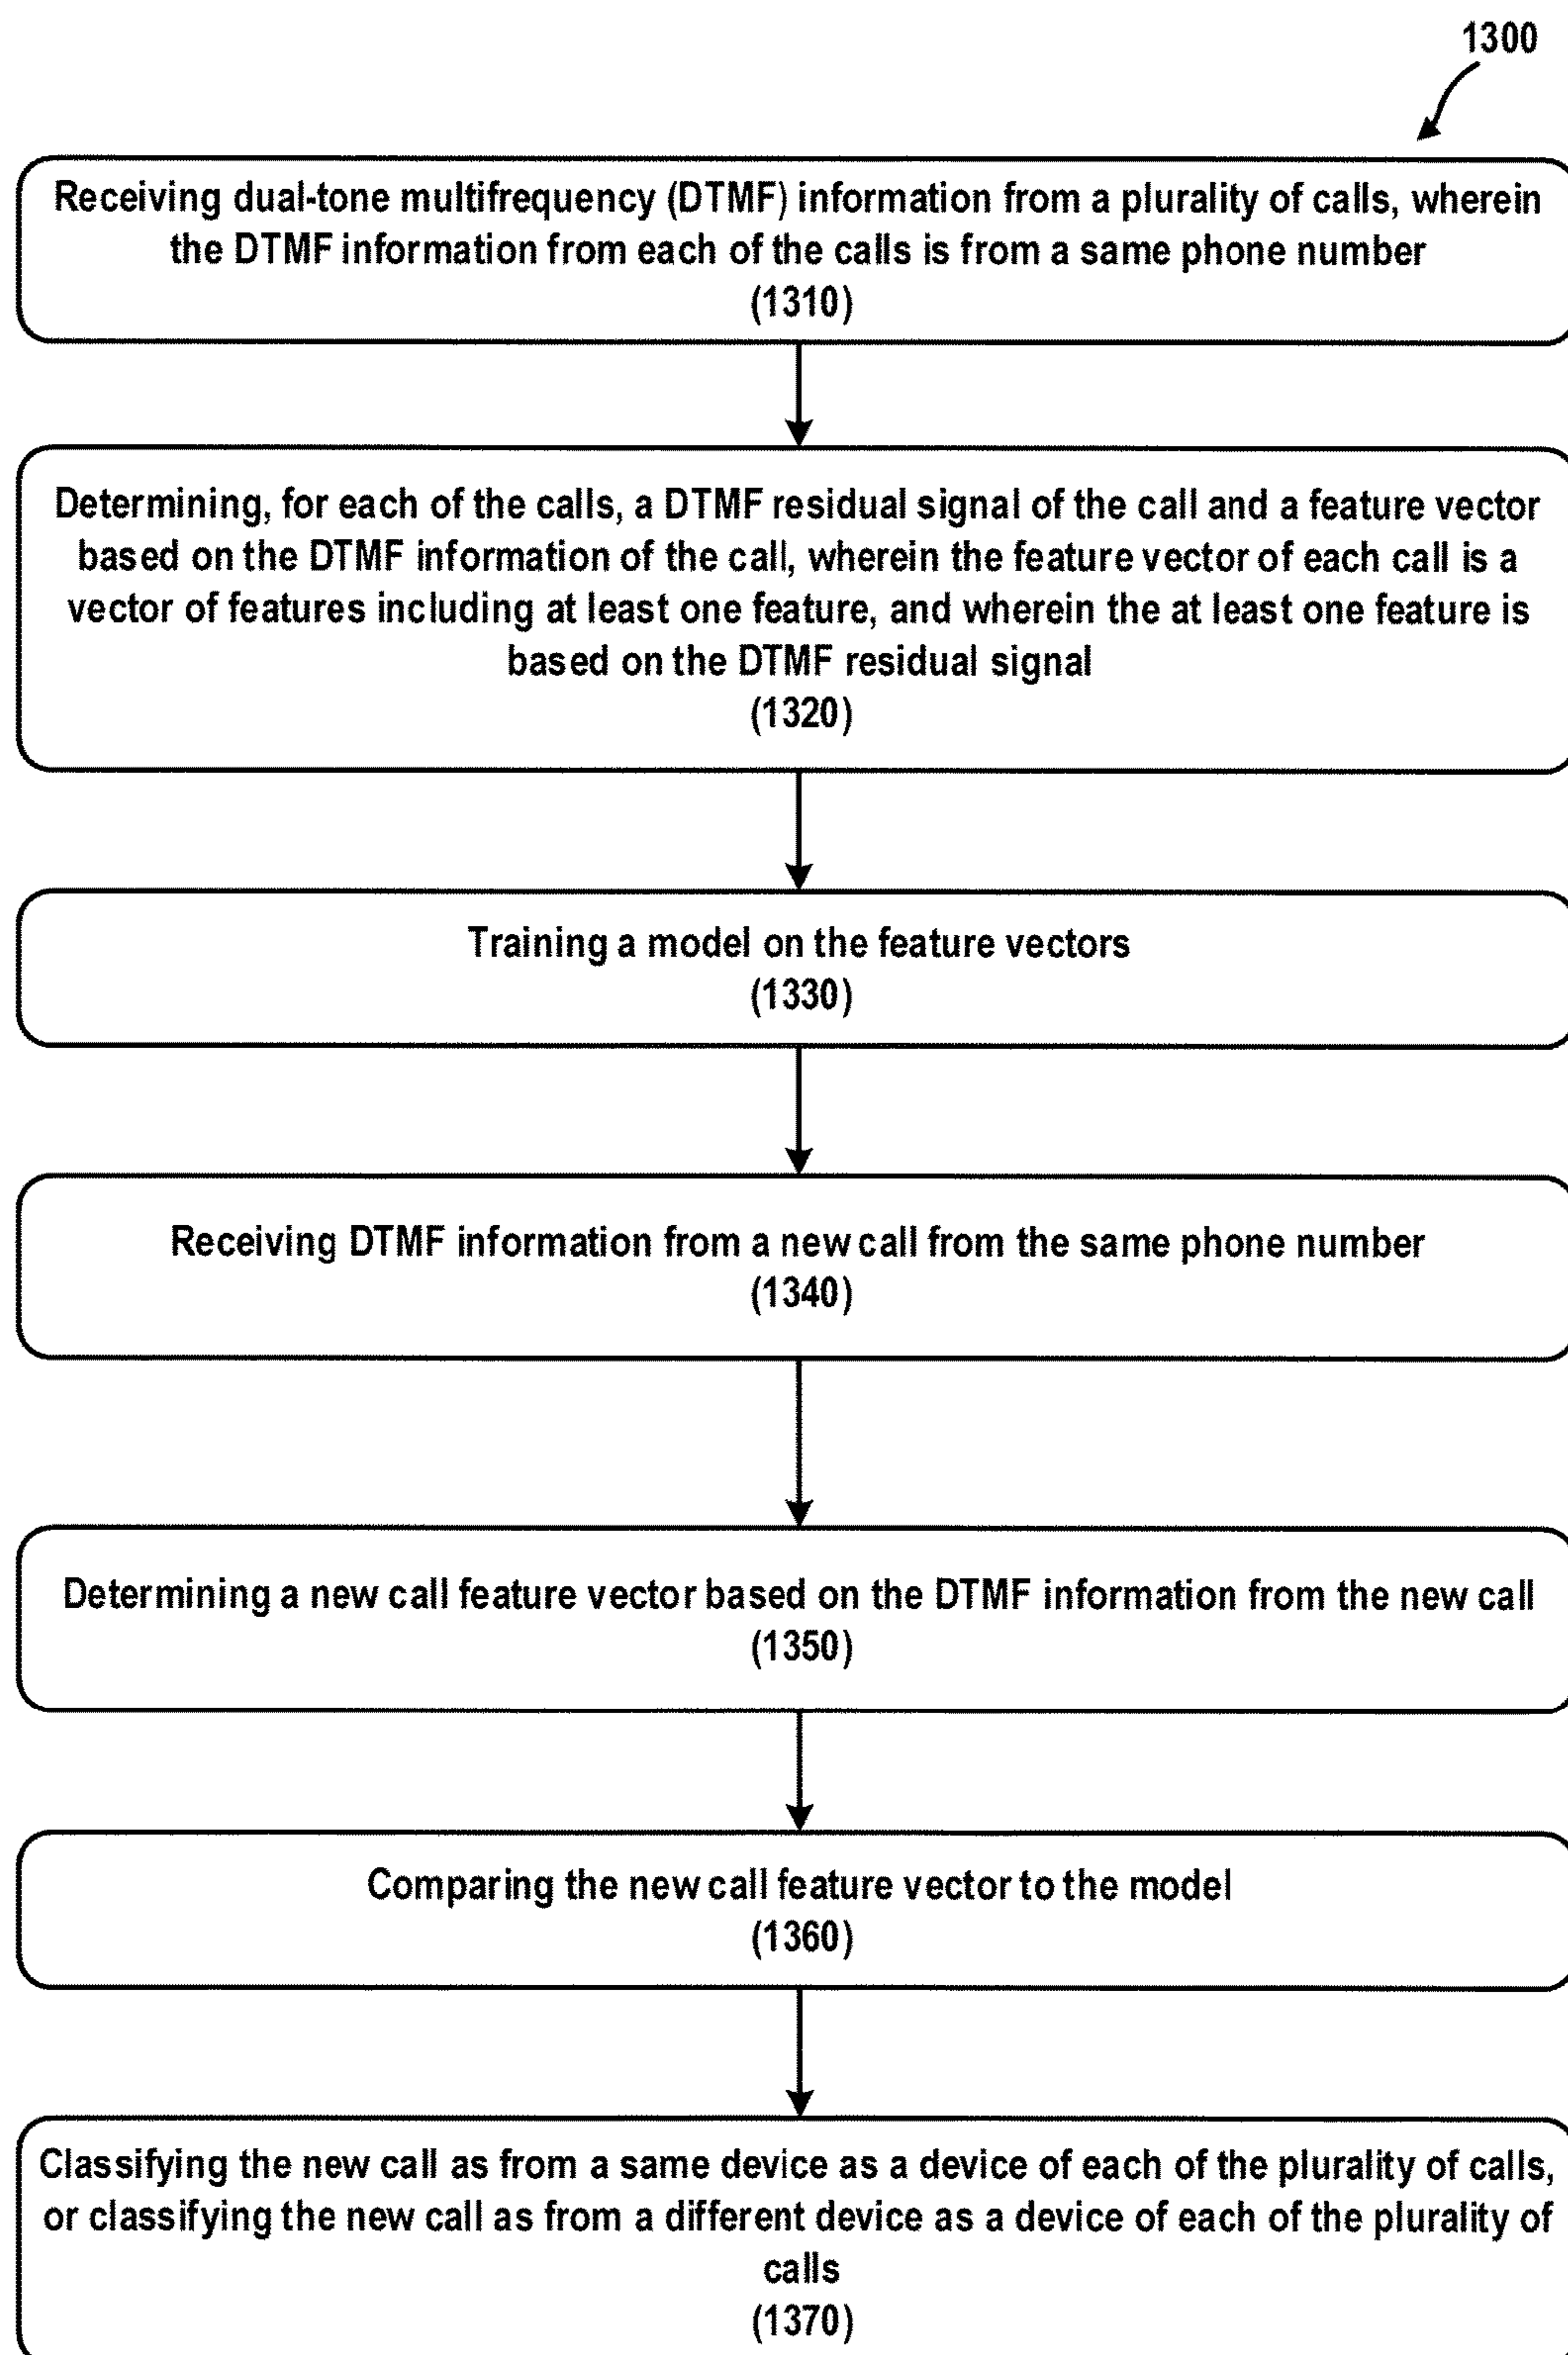 1300
Receiving dual-tone multifrequency (DTMF) information from a plurality of calls, wherein
the DTMF information from each of the calls is from a same phone number
(1310)
Determining, for each of the calls, a DTMF residual signal of the call and a feature vector
based on the DTMF information of the call, wherein the feature vector of each call is a
vector of features including at least one feature, and wherein the at least one feature is
based on the DTMF residual signal
(1320)
Training a model on the feature vectors
(1330)
Receiving DTMF information from a new call from the same phone number
(1340)
Determining a new call feature vector based on the DTMF information from the new call
(1350)
Comparing the new call feature vector to the model
(1360)
Classifying the new call as from a same device as a device of each of the plurality of calls,
or classifying the new call as from a different device as a device of each of the plurality of
calls
(1370)